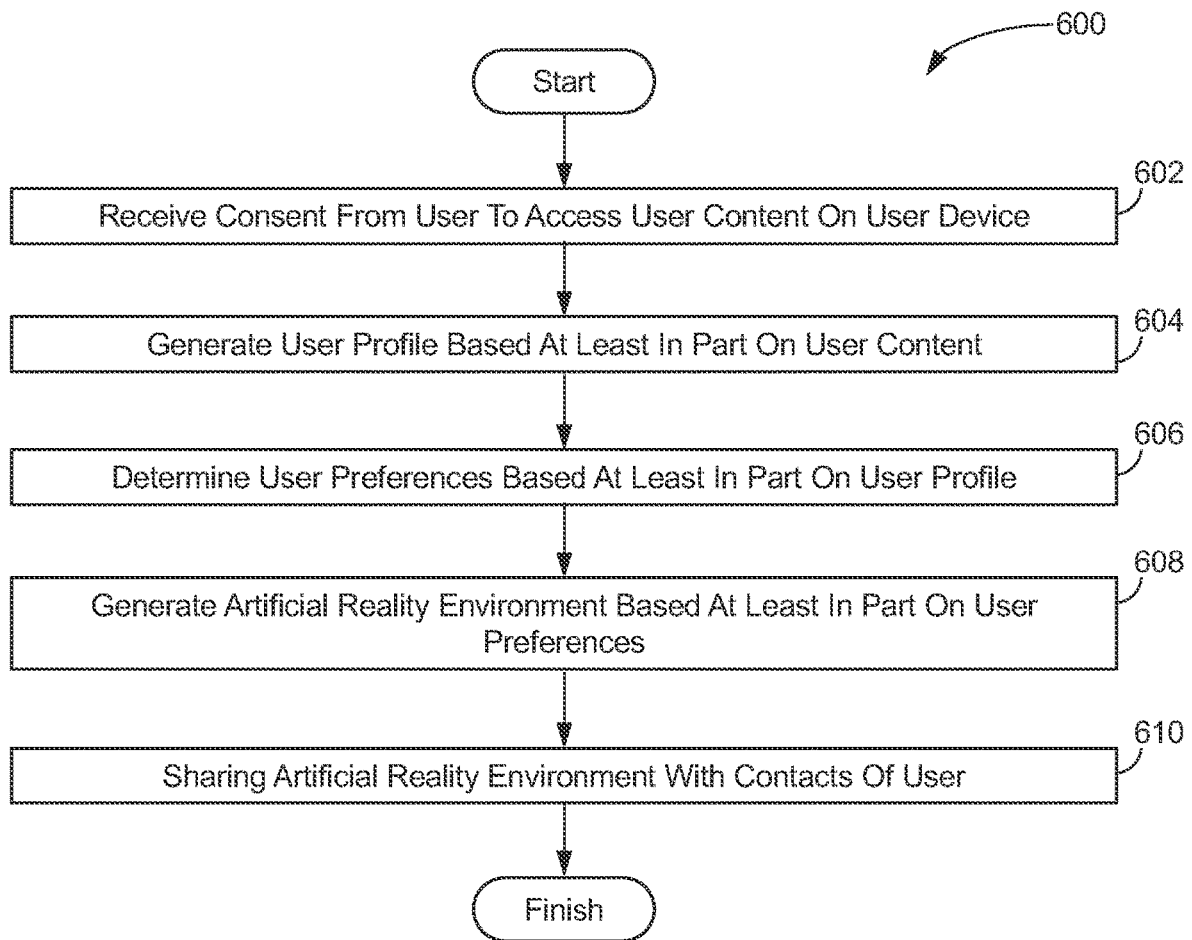 600
Start
602
Receive Consent From User To Access User Content On User Device
604
Generate User Profile Based At Least In Part On User Content
606
Determine User Preferences Based At Least In Part On User Profile
608
Generate Artificial Reality Environment Based At Least In Part On User
Preferences
610
Sharing Artificial Reality Environment With Contacts Of User
Finish